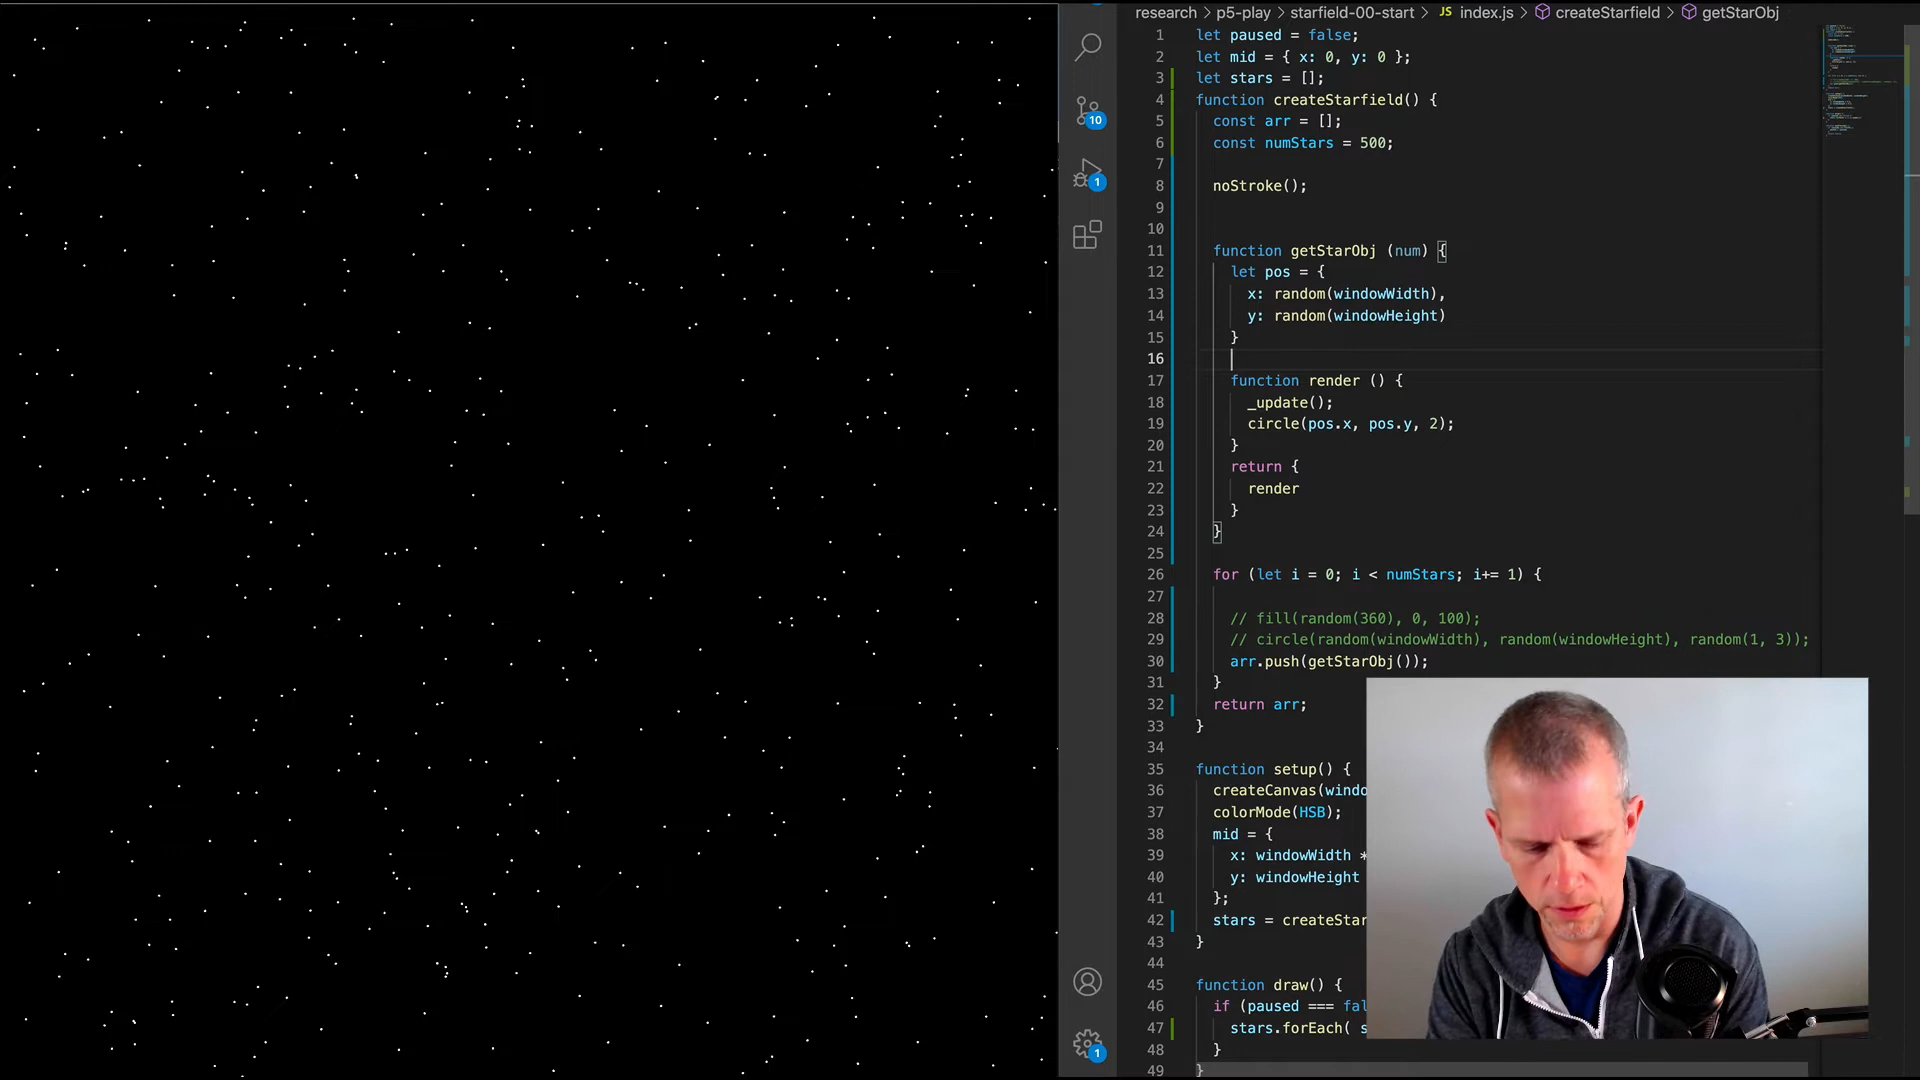 research > p5-play > starfield-00-start > JS index.js > createStarfield > getStarObj
1 let paused = false;
2 let mid = { x: 0, y: 0 };
3 let stars = [];
4 function createStarfield() {
5 const arr = [];
6 const numStars = 500;
7
8 noStroke();
9
10
11 function getStarObj (num) {
12 let pos = {
13 x: random(windowWidth),
14 y: random(windowHeight)
15 }
16
17 function render () {
18 _update();
19 circle(pos.x, pos.y, 2);
20 }
21 return {
22 render
23 }
24 }
25
26 for (let i = 0; i < numStars; i+= 1) {
27
28 // fill(random(360), 0, 100);
29 // circle(random(windowWidth), random(windowHeight), random(1, 3));
30 arr.push(getStarObj());
31 }
32 return arr;
33 }
34
35 function setup() {
36 createCanvas(windo
37 colorMode(HSB);
38 mid = {
39 x: windowWidth *
40 y: windowHeight
41 };
42 stars = createStar
43 }
44
45 function draw() {
46 if (paused === fal
47 stars.forEach( s
48 }
49 }
10
1
1